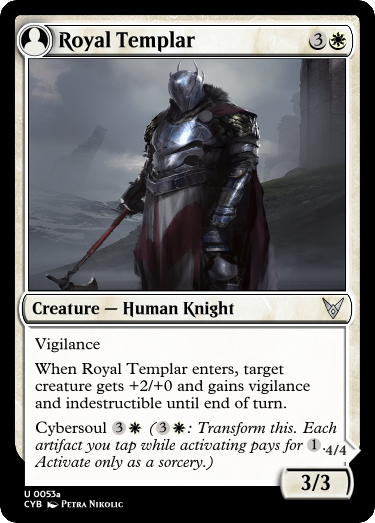 Royal Templar 3
Creature — Human Knight
Vigilance
When Royal Templar enters, target
creature gets +2/+0 and gains vigilance
and indestructible until end of turn.
Cybersoul 3 (3 : Transform this. Each
artifact you tap while activating pays for 1.
Activate only as a sorcery.)
4/4
3/3
U 0053a
CYB Petra Nikolic